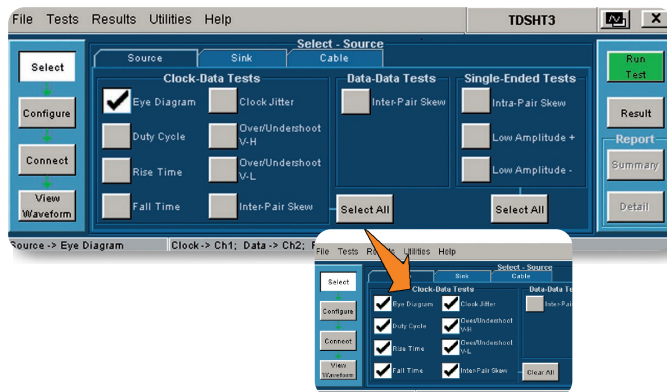 File Tests Results Utilities Help TDSHT3 X
Select - Source
Source Sink Cable
Select
Configure
Connect
View
Waveform
Clock-Data Tests
Eye Diagram Clock Jitter
Duty Cycle Over/Undershoot
V-H
Rise Time Over/Undershoot
V-L
Fall Time Inter-Pair Skew
Select All
Data-Data Tests
Inter-Pair Skew
Single-Ended Tests
Intra-Pair Skew
Low Amplitude +
Low Amplitude -
Select All
Run
Test
Result
Report
Summary
Detail
Source -> Eye Diagram Clock -> Ch1; Data -> Ch2;
File Tests Utilities Help
Select - Source
Sink Cable
Select
Configure
Connect
View
Waveform
Clock-Data Tests
Eye Diagram Clock Jitter
Duty Cycle Over/Undershoot
V-H
Rise Time Over/Undershoot
V-L
Fall Time Inter-Pair Skew
Clear All
Data-Data Te
Inter-Pai